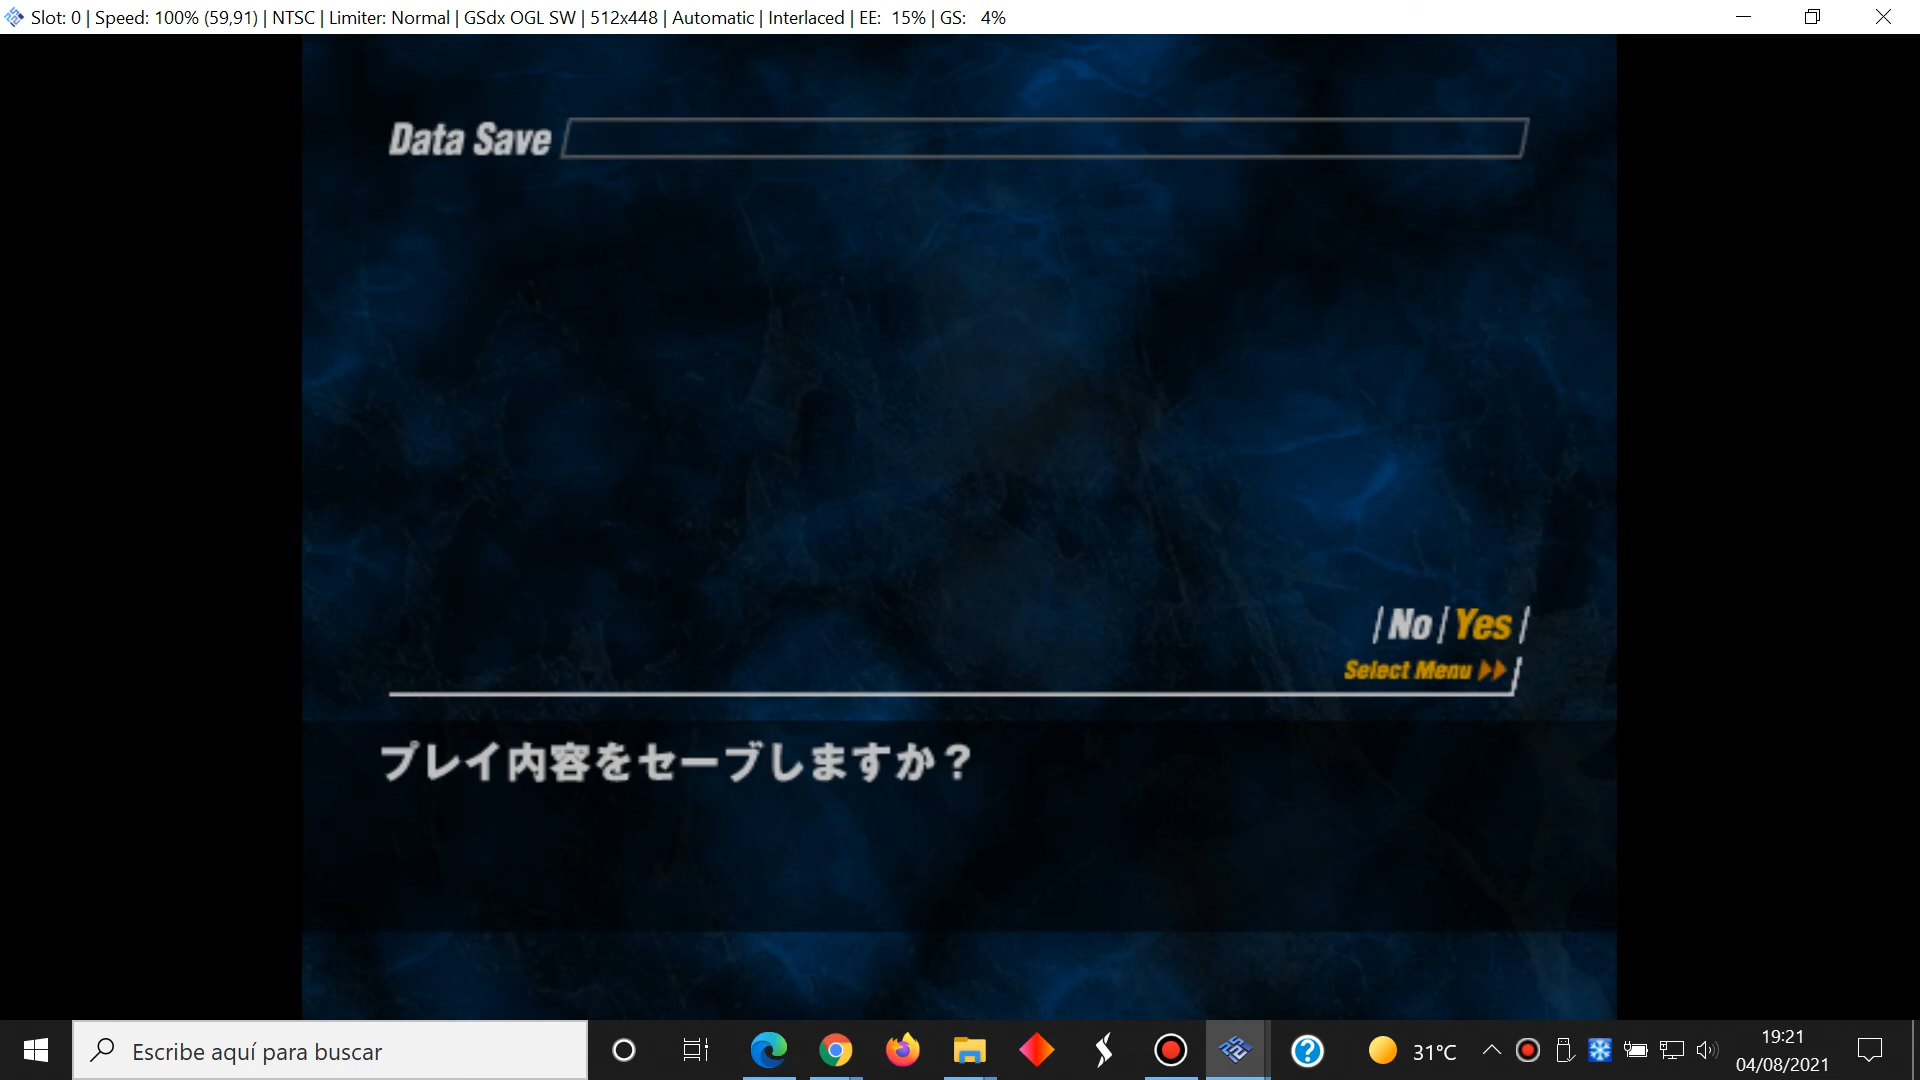 Slot: 0 | Speed: 100% (59,91) | NTSC | Limiter: Normal | GSdx OGL SW | 512x448 | Automatic | Interlaced | EE: 15% | GS: 4%
Data Save
| No | Yes |
Select Menu
プレイ内容をセーブしますか？
Escribe aquí para buscar
31°C
19:21
04/08/2021